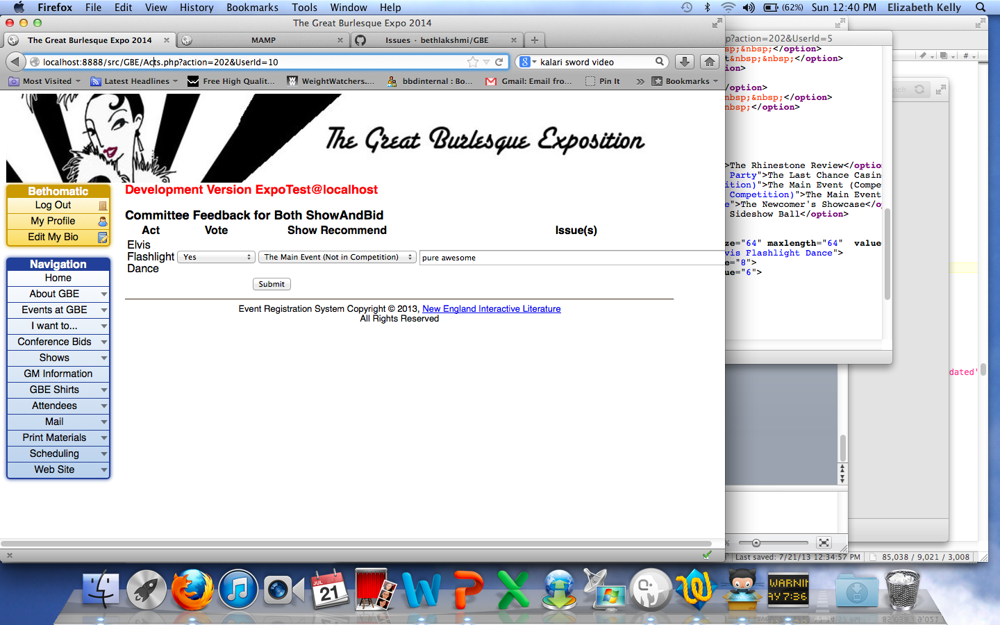 Firefox File Edit View History Bookmarks Tools Window Help (62%) Sun 12:40 PM Elizabeth Kelly
The Great Burlesque Expo 2014
The Great Burlesque Expo 2014 MAMP Issues · bethlakshmi/GBE
localhost:8888/src/GBE/Acts.php?action=202&UserId=10 kalari sword video
Most Visited Latest Headlines Free High Qualit... WeightWatchers.... bbdinternal : Bo... Gmail: Email fro... Pin It » Bookmarks
The Great Burlesque Exposition
Bethomatic
Log Out
My Profile
Edit My Bio
Navigation
Home
About GBE
Events at GBE
I want to...
Conference Bids
Shows
GM Information
GBE Shirts
Attendees
Mail
Print Materials
Scheduling
Web Site
Development Version ExpoTest@localhost
Committee Feedback for Both ShowAndBid
Act Vote Show Recommend Issue(s)
Elvis
Flashlight Yes The Main Event (Not in Competition) pure awesome
Dance
Submit
Event Registration System Copyright © 2013, New England Interactive Literature
All Rights Reserved
p?action=202&UserId=5
sp;&nbsp;</option>
t&nbsp;&nbsp;</option>
ion>
</option>
nbsp;&nbsp;</option>
nbsp;</option>
>The Rhinestone Review</optio
Party">The Last Chance Casin
ition)">The Main Event (Compe
Competition)">The Main Event
e">The Newcomer's Showcase</o
Sideshow Ball</option>
ze="64" maxlength="64" value
vis Flashlight Dance">
e="8">
ue="6">
#
dated'
%
Last saved: 7/21/13 12:34:57 PM 85,038 / 9,021 / 3,008
JUL
21
WARNIN
AY 7:36